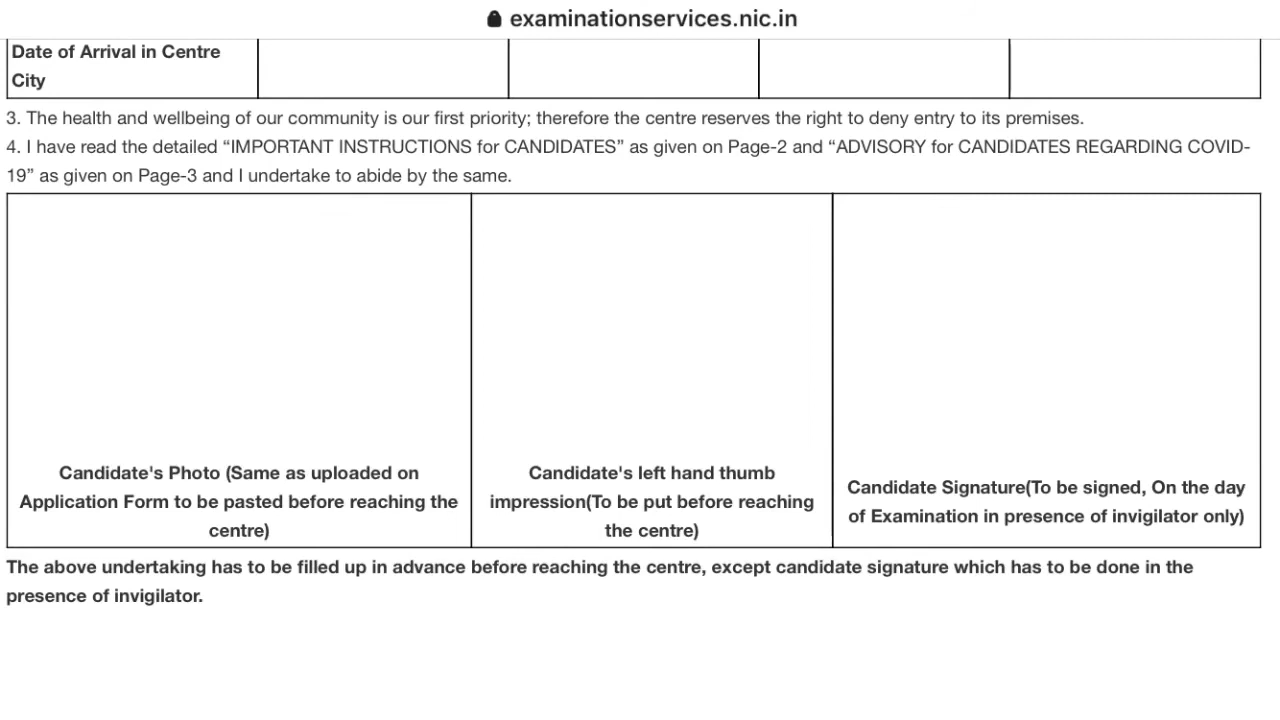 examinationservices.nic.in
Date of Arrival in Centre
City
3. The health and wellbeing of our community is our first priority; therefore the centre reserves the right to deny entry to its premises.
4. I have read the detailed “IMPORTANT INSTRUCTIONS for CANDIDATES” as given on Page-2 and “ADVISORY for CANDIDATES REGARDING COVID-
19” as given on Page-3 and I undertake to abide by the same.
Candidate's Photo (Same as uploaded on
Application Form to be pasted before reaching the
centre)
Candidate's left hand thumb
impression(To be put before reaching
the centre)
Candidate Signature(To be signed, On the day
of Examination in presence of invigilator only)
The above undertaking has to be filled up in advance before reaching the centre, except candidate signature which has to be done in the
presence of invigilator.